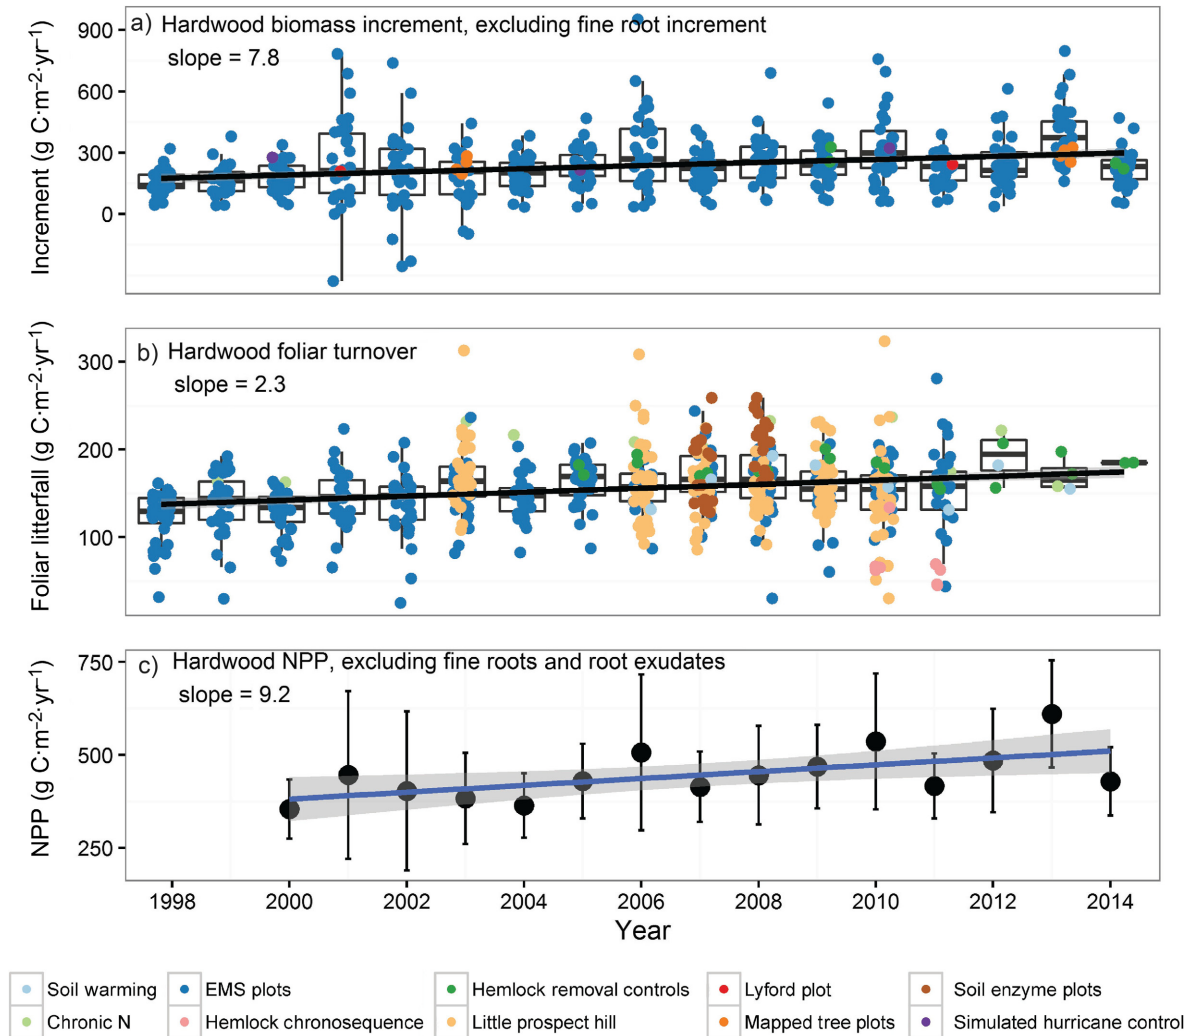 a) Hardwood biomass increment, excluding fine root increment
slope = 7.8
900
600
300
0
Increment (g C·m⁻²·yr⁻¹)
b) Hardwood foliar turnover
slope = 2.3
300
200
100
Foliar litterfall (g C·m⁻²·yr⁻¹)
c) Hardwood NPP, excluding fine roots and root exudates
slope = 9.2
750
500
250
NPP (g C·m⁻²·yr⁻¹)
1998 2000 2002 2004 2006 2008 2010 2012 2014
Year
Soil warming EMS plots Hemlock removal controls Lyford plot Soil enzyme plots
Chronic N Hemlock chronosequence Little prospect hill Mapped tree plots Simulated hurricane control